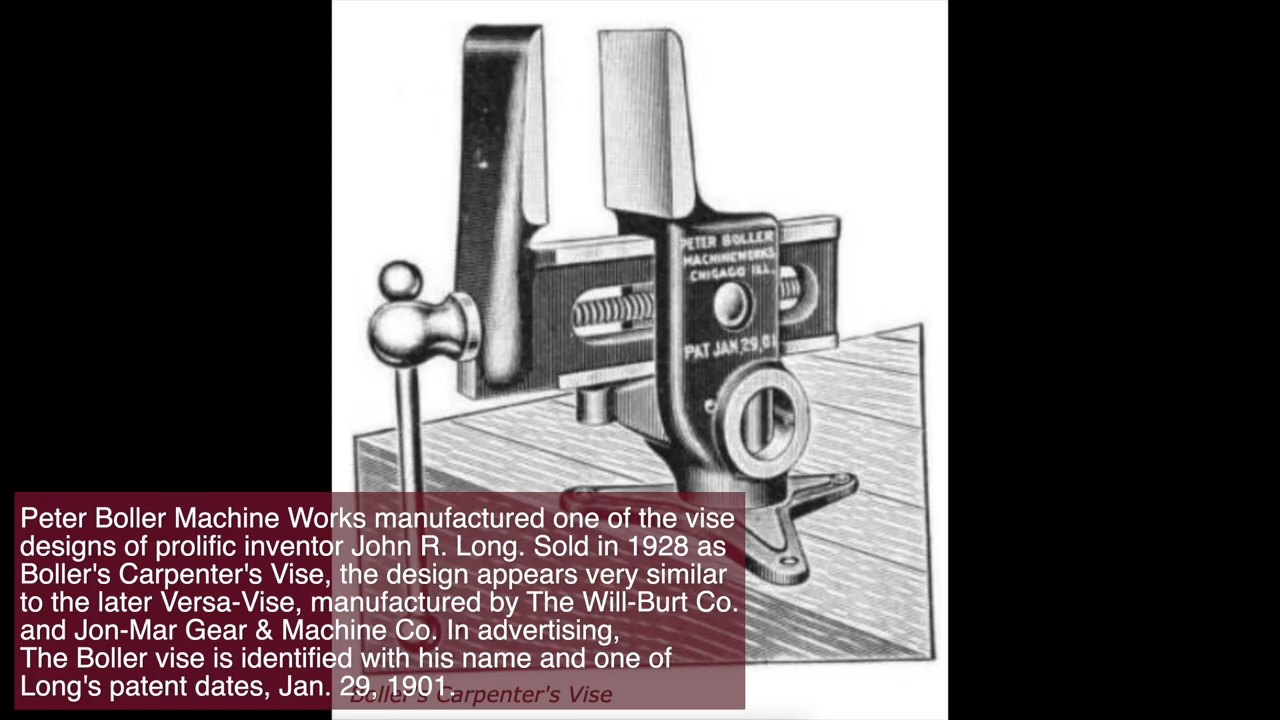 PETER BOLLER
MACHINEWORKS
CHICAGO ILL.
PAT JAN,29,01
Peter Boller Machine Works manufactured one of the vise
designs of prolific inventor John R. Long. Sold in 1928 as
Boller's Carpenter's Vise, the design appears very similar
to the later Versa-Vise, manufactured by The Will-Burt Co.
and Jon-Mar Gear & Machine Co. In advertising,
The Boller vise is identified with his name and one of
Long's patent dates, Jan. 29, 1901.
Boller's Carpenter's Vise